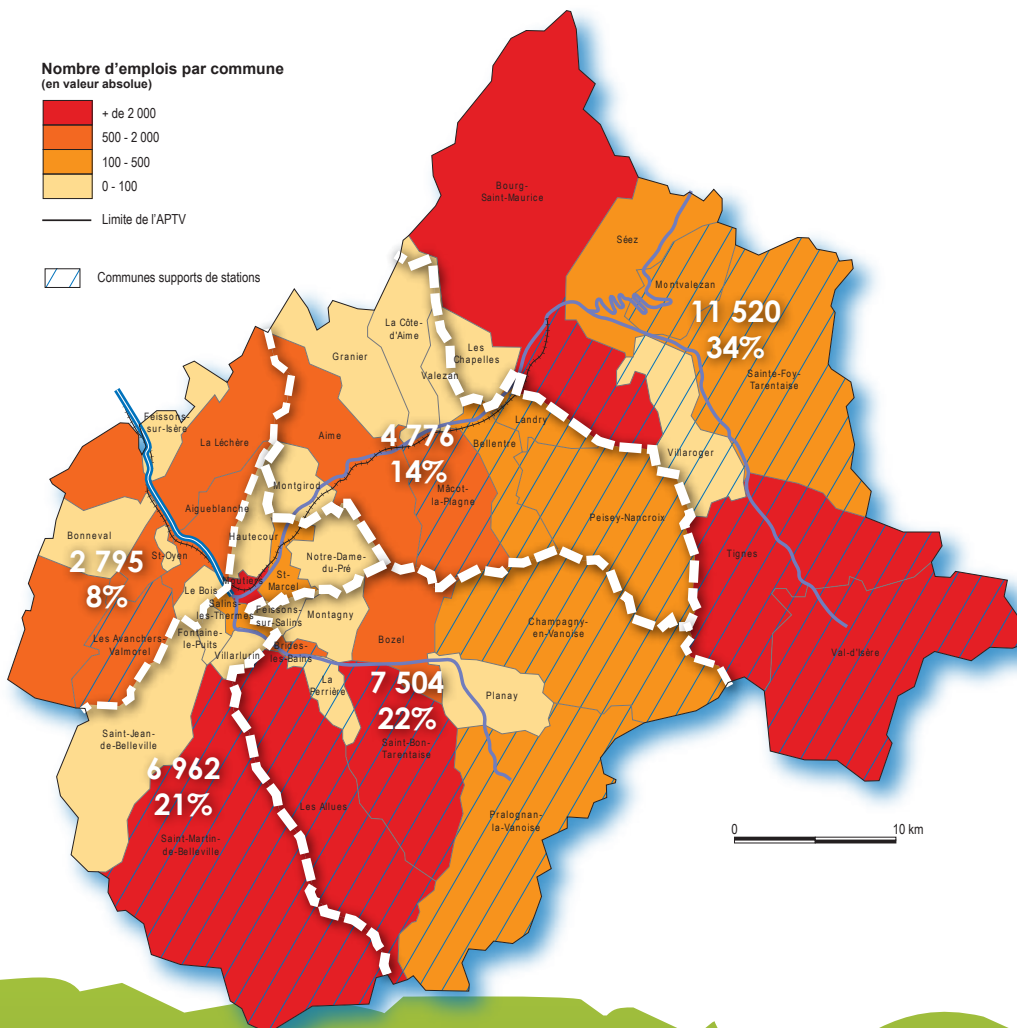 Nombre d'emplois par commune
(en valeur absolue)
+ de 2 000
500 - 2 000
100 - 500
0 - 100
Limite de l'APTV
Communes supports de stations
Bourg-
Saint-Maurice
Séez
Montvalezan
11 520
34%
Sainte-Foy-
Tarentaise
La Côte-
d'Aime
Les
Chapelles
Granier
Valezan
Feissons-
sur-Isère
La Léchère
Aime
4 776
14%
Landry
Bellentre
Villaroger
Montgirod
Mâcot-
la-Plagne
Aigueblanche
Peisey-Nancroix
Hautecour
Bonneval
2 795
8%
St-Oyen
Notre-Dame-
du-Pré
Tignes
Moutiers
St-
Marcel
Le Bois
Salins-
les-Thermes
Feissons-
sur-Salins
Montagny
Champagny-
en-Vanoise
Les Avanchers-
Valmorel
Fontaine-
le-Puits
Villarlurin
Brides-
les-Bains
Bozel
Val-d'Isère
La
Perrière
7 504
22%
Planay
Saint-Jean-
de-Belleville
Saint-Bon-
Tarentaise
6 962
21%
Les Allues
Pralognan-
la-Vanoise
Saint-Martin-
de-Belleville
0
10 km